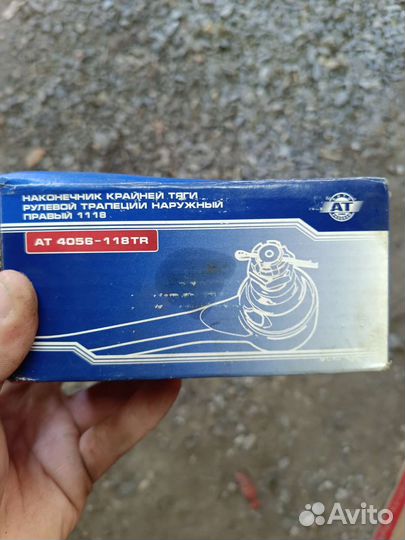 НАКОНЕЧНИК КРАЙНЕЙ ТЯГИ
РУЛЕВОЙ ТРАПЕЦИИ НАРУЖНЫЙ
ПРАВЫЙ 1118
AT
AT 4056-118TR
Avito